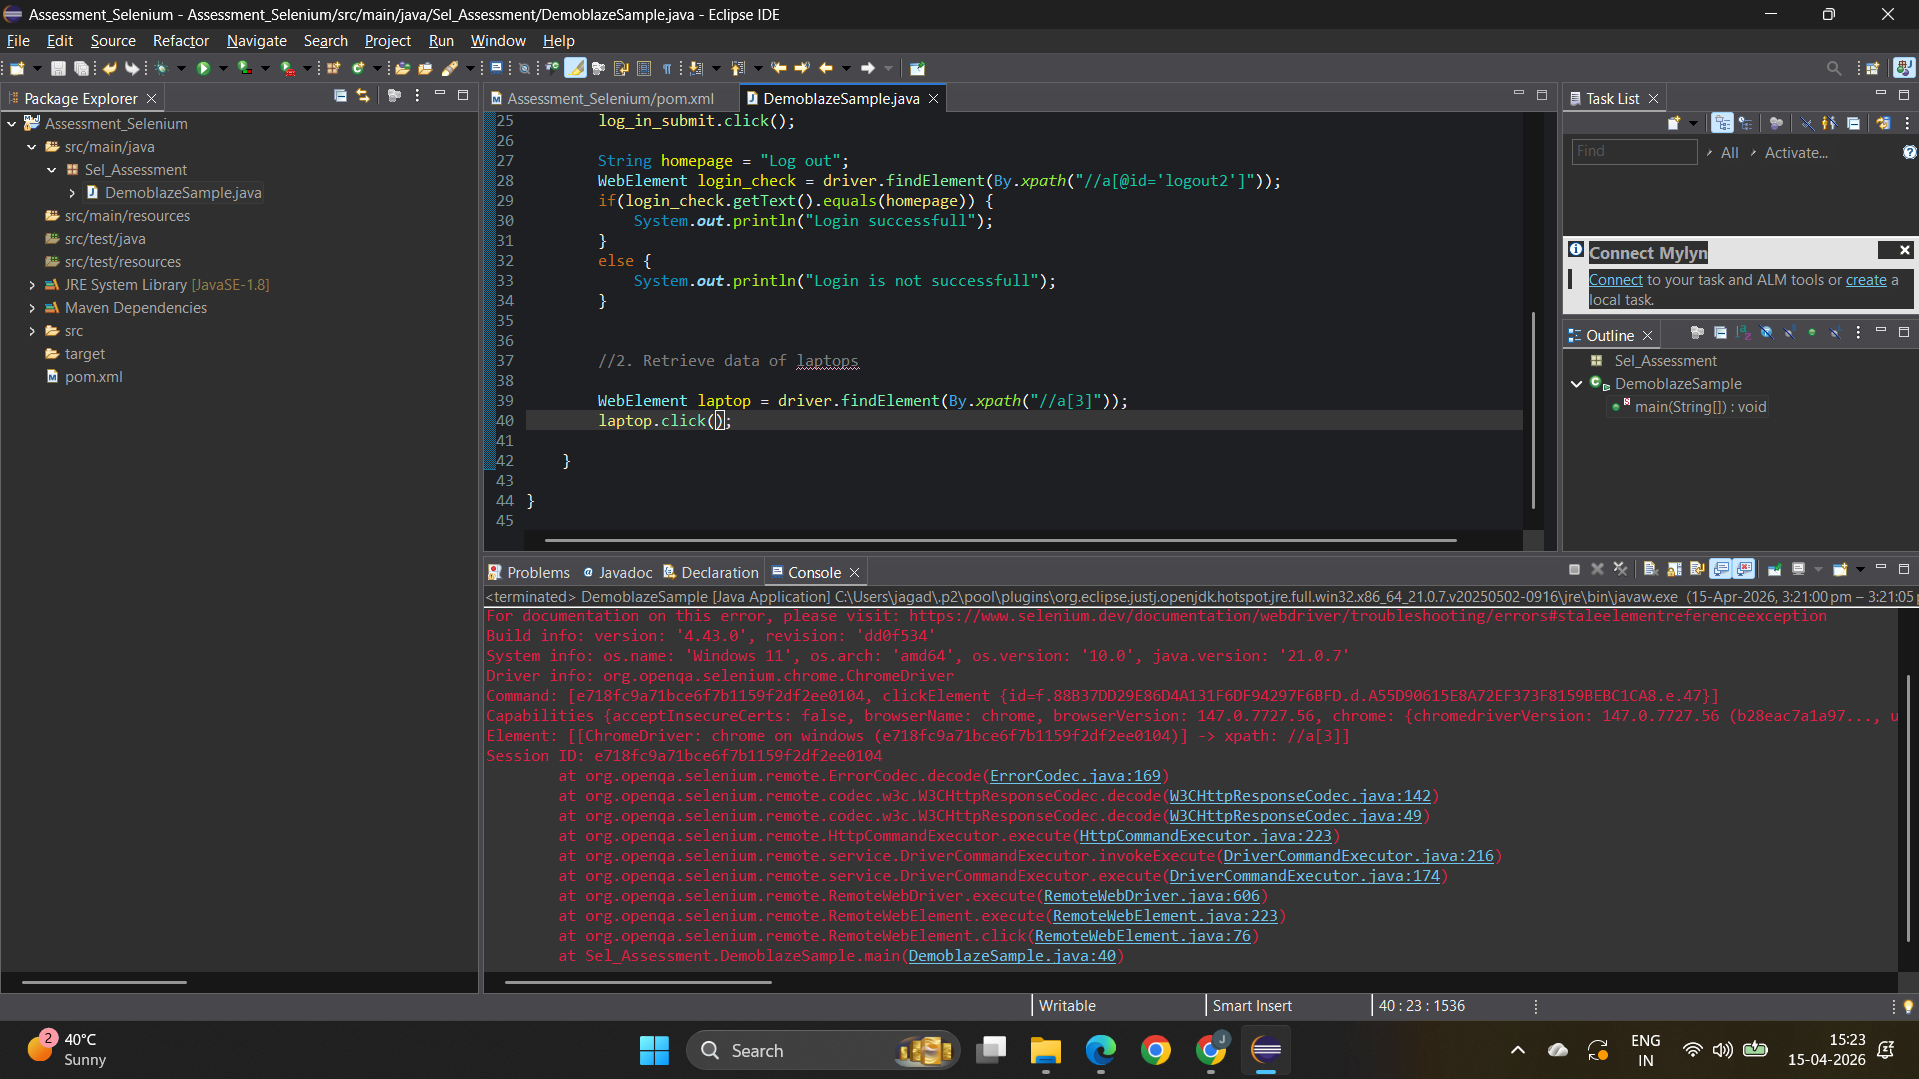 Assessment_Selenium - Assessment_Selenium/src/main/java/Sel_Assessment/DemoblazeSample.java - Eclipse IDE
File Edit Source Refactor Navigate Search Project Run Window Help
Package Explorer
Assessment_Selenium
src/main/java
Sel_Assessment
DemoblazeSample.java
src/main/resources
src/test/java
src/test/resources
JRE System Library [JavaSE-1.8]
Maven Dependencies
src
target
pom.xml
Assessment_Selenium/pom.xml
DemoblazeSample.java
25 log_in_submit.click();
26
27 String homepage = "Log out";
28 WebElement login_check = driver.findElement(By.xpath("//a[@id='logout2']"));
29 if(login_check.getText().equals(homepage)) {
30 System.out.println("Login successfull");
31 }
32 else {
33 System.out.println("Login is not successfull");
34 }
35
36
37 //2. Retrieve data of laptops
38
39 WebElement laptop = driver.findElement(By.xpath("//a[3]"));
40 laptop.click();
41
42 }
43
44 }
45
Task List
Find
All
Activate...
Connect Mylyn
Connect to your task and ALM tools or create a
local task.
Outline
Sel_Assessment
DemoblazeSample
main(String[]) : void
Problems Javadoc Declaration Console
<terminated> DemoblazeSample [Java Application] C:\Users\jagad\.p2\pool\plugins\org.eclipse.justj.openjdk.hotspot.jre.full.win32.x86_64_21.0.7.v20250502-0916\jre\bin\javaw.exe (15-Apr-2026, 3:21:00 pm – 3:21:05
For documentation on this error, please visit: https://www.selenium.dev/documentation/webdriver/troubleshooting/errors#staleelementreferenceexception
Build info: version: '4.43.0', revision: 'dd0f534'
System info: os.name: 'Windows 11', os.arch: 'amd64', os.version: '10.0', java.version: '21.0.7'
Driver info: org.openqa.selenium.chrome.ChromeDriver
Command: [e718fc9a71bce6f7b1159f2df2ee0104, clickElement {id=f.88B37DD29E86D4A131F6DF94297F6BFD.d.A55D90615E8A72EF373F8159BEBC1CA8.e.47}]
Capabilities {acceptInsecureCerts: false, browserName: chrome, browserVersion: 147.0.7727.56, chrome: {chromedriverVersion: 147.0.7727.56 (b28eac7a1a97..., u
Element: [[ChromeDriver: chrome on windows (e718fc9a71bce6f7b1159f2df2ee0104)] -> xpath: //a[3]]
Session ID: e718fc9a71bce6f7b1159f2df2ee0104
at org.openqa.selenium.remote.ErrorCodec.decode(ErrorCodec.java:169)
at org.openqa.selenium.remote.codec.w3c.W3CHttpResponseCodec.decode(W3CHttpResponseCodec.java:142)
at org.openqa.selenium.remote.codec.w3c.W3CHttpResponseCodec.decode(W3CHttpResponseCodec.java:49)
at org.openqa.selenium.remote.HttpCommandExecutor.execute(HttpCommandExecutor.java:223)
at org.openqa.selenium.remote.service.DriverCommandExecutor.invokeExecute(DriverCommandExecutor.java:216)
at org.openqa.selenium.remote.service.DriverCommandExecutor.execute(DriverCommandExecutor.java:174)
at org.openqa.selenium.remote.RemoteWebDriver.execute(RemoteWebDriver.java:606)
at org.openqa.selenium.remote.RemoteWebElement.execute(RemoteWebElement.java:223)
at org.openqa.selenium.remote.RemoteWebElement.click(RemoteWebElement.java:76)
at Sel_Assessment.DemoblazeSample.main(DemoblazeSample.java:40)
Writable
Smart Insert
40 : 23 : 1536
2
40°C
Sunny
Search
J
ENG
IN
15:23
15-04-2026